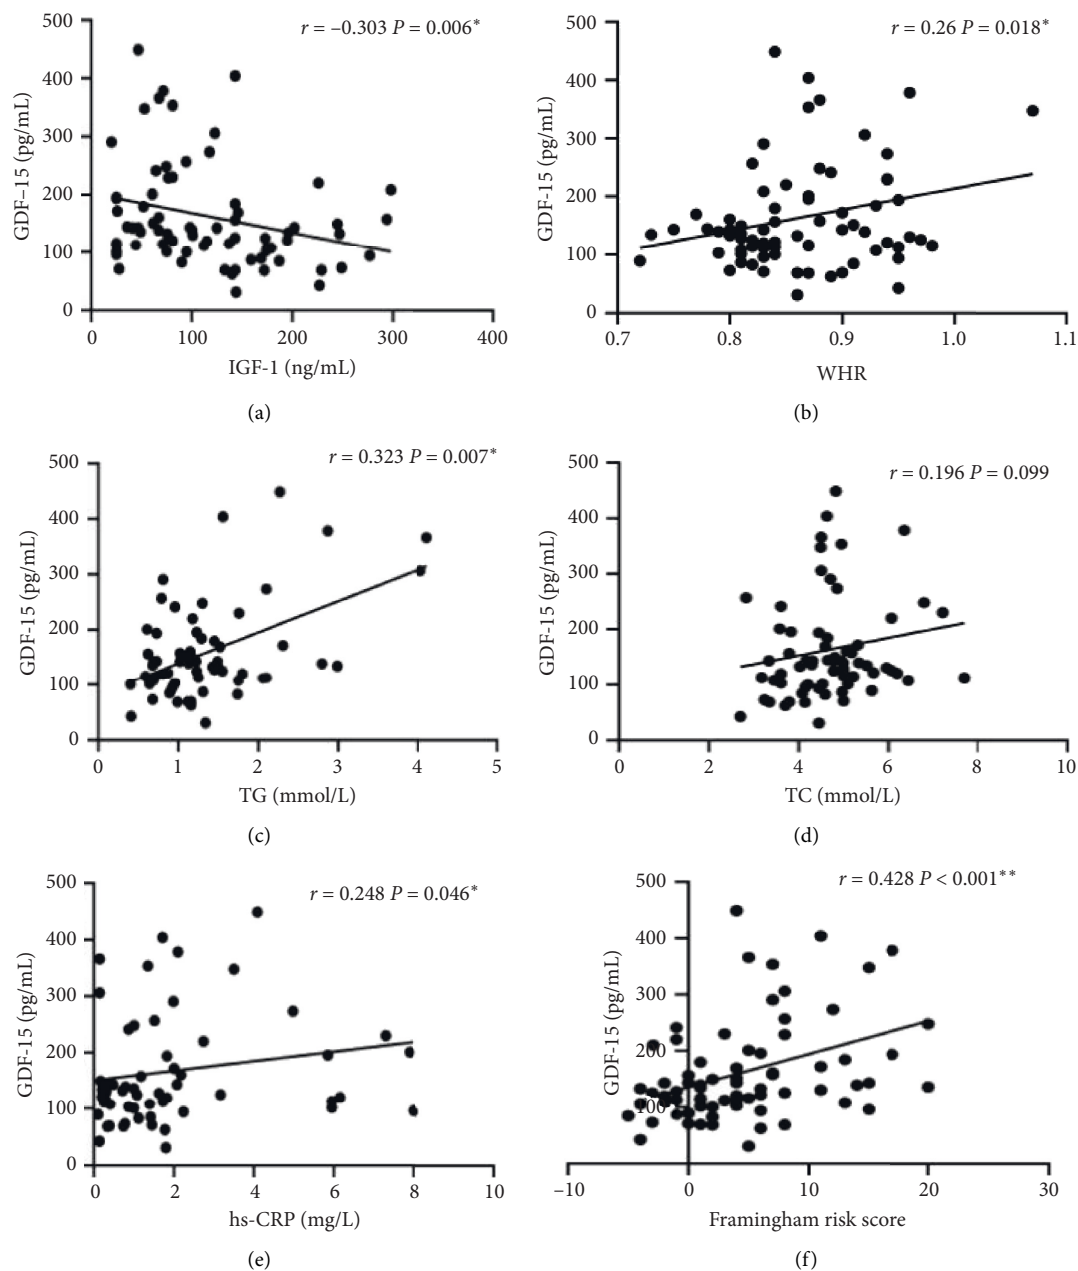 r = –0.303 P = 0.006*
500
400
300
200
100
0
GDF–15 (pg/mL)
0
100
200
300
400
IGF-1 (ng/mL)
(a)
r = 0.26 P = 0.018*
500
400
300
200
100
0
GDF-15 (pg/mL)
0.7
0.8
0.9
1.0
1.1
WHR
(b)
r = 0.323 P = 0.007*
500
400
300
200
100
0
GDF-15 (pg/mL)
0
1
2
3
4
5
TG (mmol/L)
(c)
r = 0.196 P = 0.099
500
400
300
200
100
0
GDF-15 (pg/mL)
0
2
4
6
8
10
TC (mmol/L)
(d)
r = 0.248 P = 0.046*
500
400
300
200
100
0
GDF-15 (pg/mL)
0
2
4
6
8
10
hs-CRP (mg/L)
(e)
r = 0.428 P < 0.001**
500
400
300
200
100
GDF-15 (pg/mL)
–10
0
10
20
30
Framingham risk score
(f)